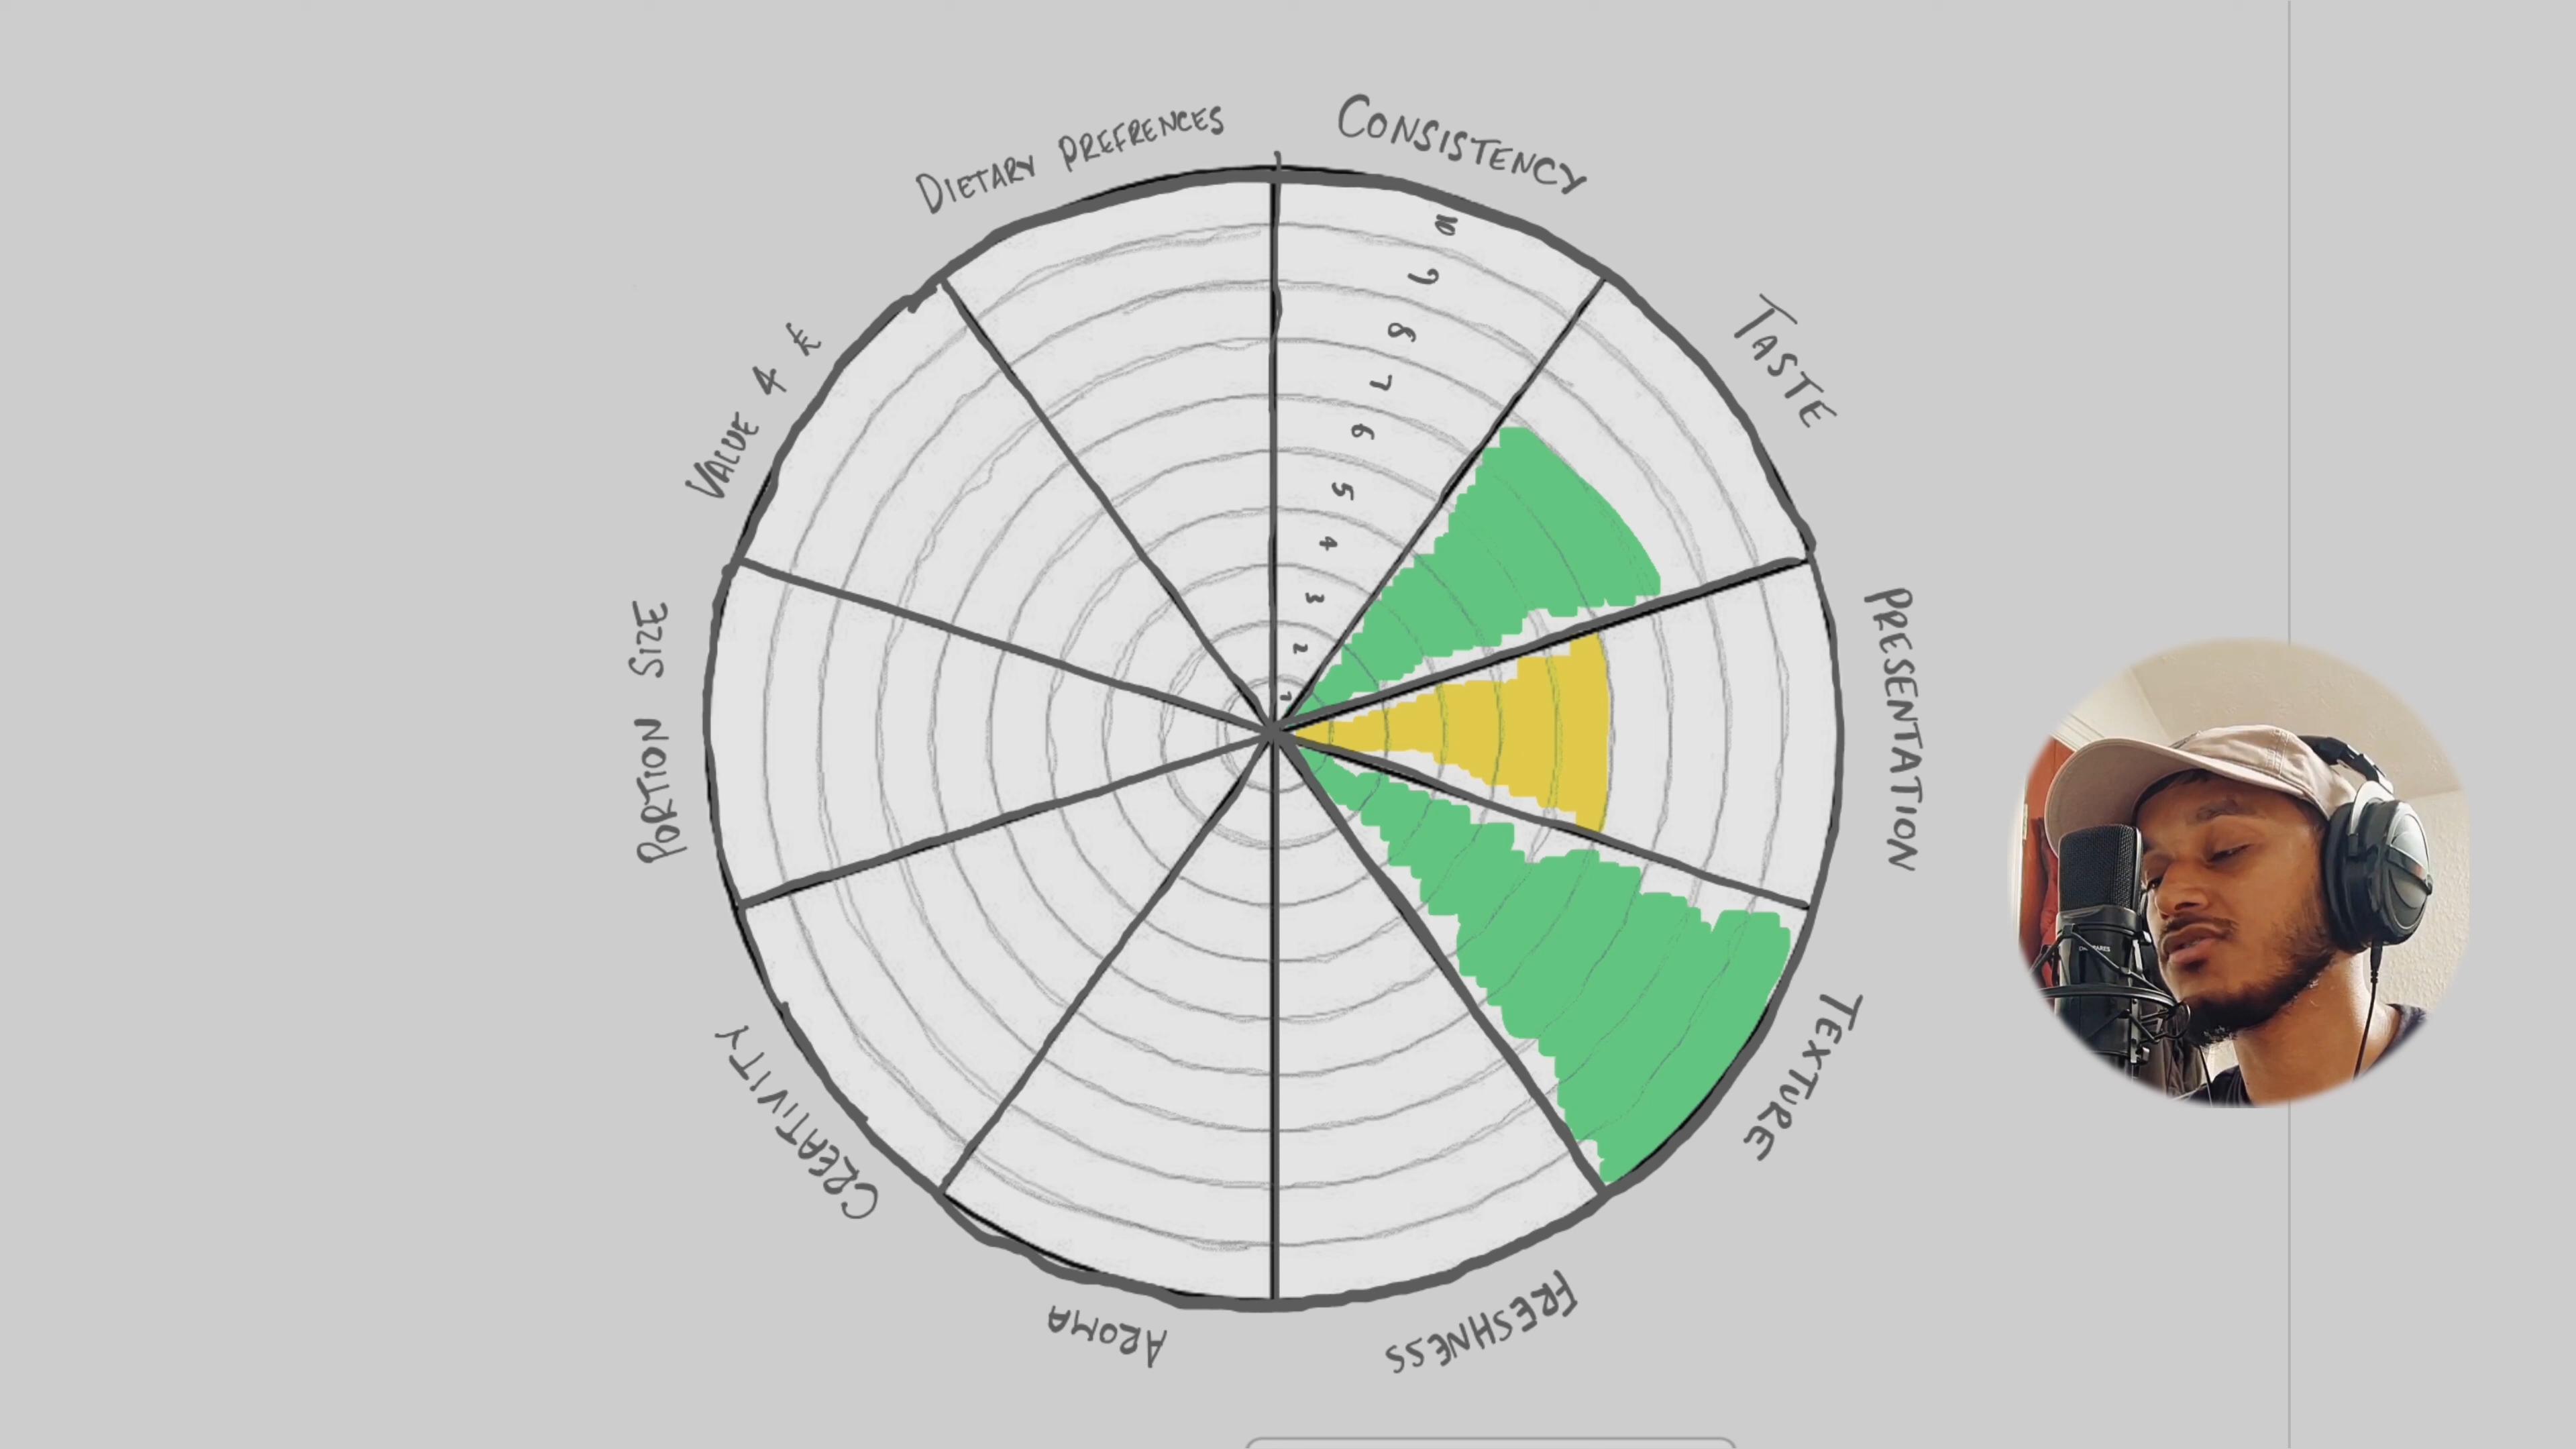 CONSISTENCY
TASTE
PRESENTATION
TEXTURE
FRESHNESS
AROMA
CREATIVITY
PORTION SIZE
VALUE 4 £
DIETARY PREFRENCES
10
9
8
7
6
5
4
3
2
1